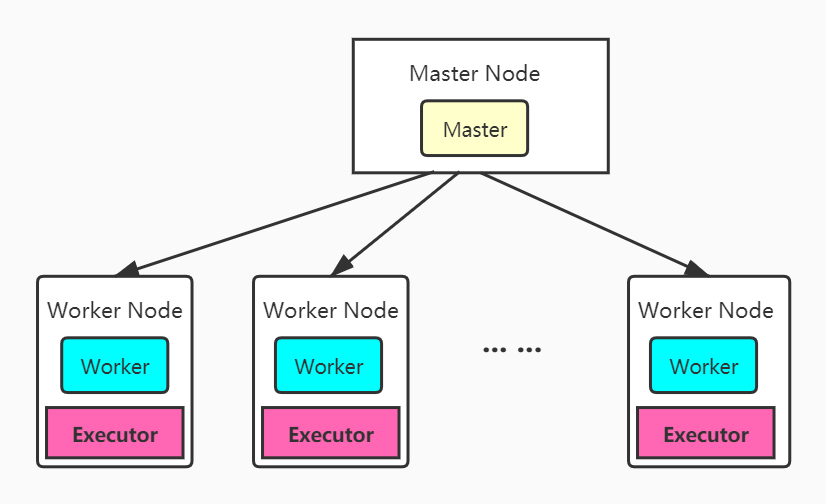 Master Node
Master
Worker Node
Worker
Executor
Worker Node
Worker
Executor
... ...
Worker Node
Worker
Executor